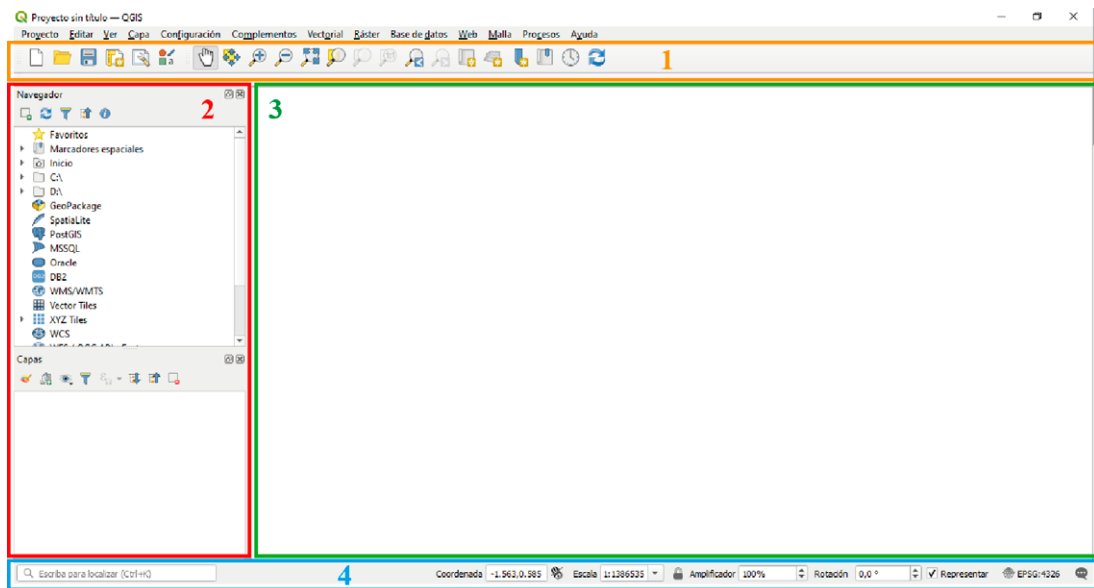 Proyecto sin título — QGIS
Proyecto Editar Ver Capa Configuración Complementos Vectorial Ráster Base de datos Web Malla Procesos Ayuda
1
Navegador
2
3
Favoritos
Marcadores espaciales
Inicio
C:\
D:\
GeoPackage
SpatiaLite
PostGIS
MSSQL
Oracle
DB2
WMS/WMTS
Vector Tiles
XYZ Tiles
WCS
Capas
4
Escriba para localizar (Ctrl+K)
Coordenada -1.563,0.585 Escala 1:1386535 Amplificador 100% Rotación 0,0 ° Representar EPSG:4326